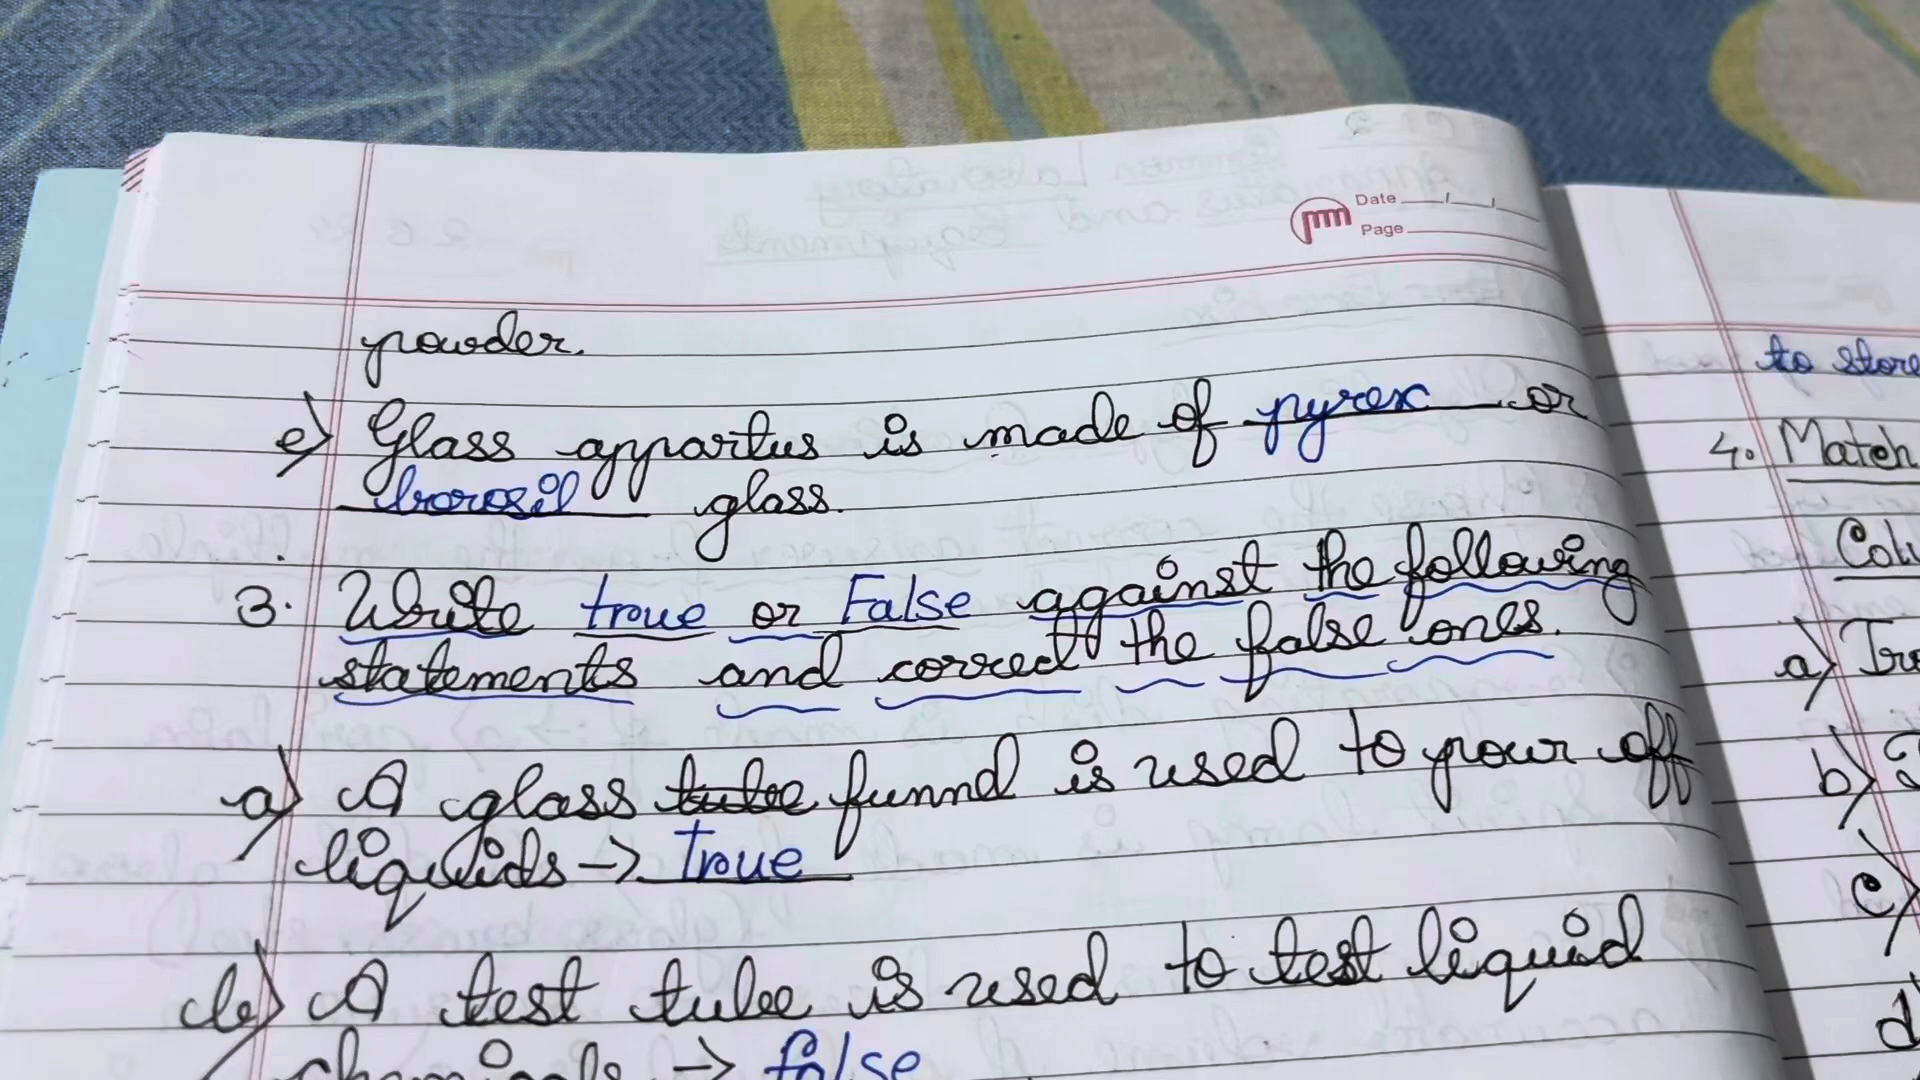 Date
Page
powder.
e) Glass appartus is made of pyrex or
borosil glass.
3. Write true or False against the following
statements and correct the false ones.
a) A glass tube funnel is used to pour off
liquids → True
b) A test tube is used to test liquid
chemicals → false
to store
4. Match
a)
b)
c)
d